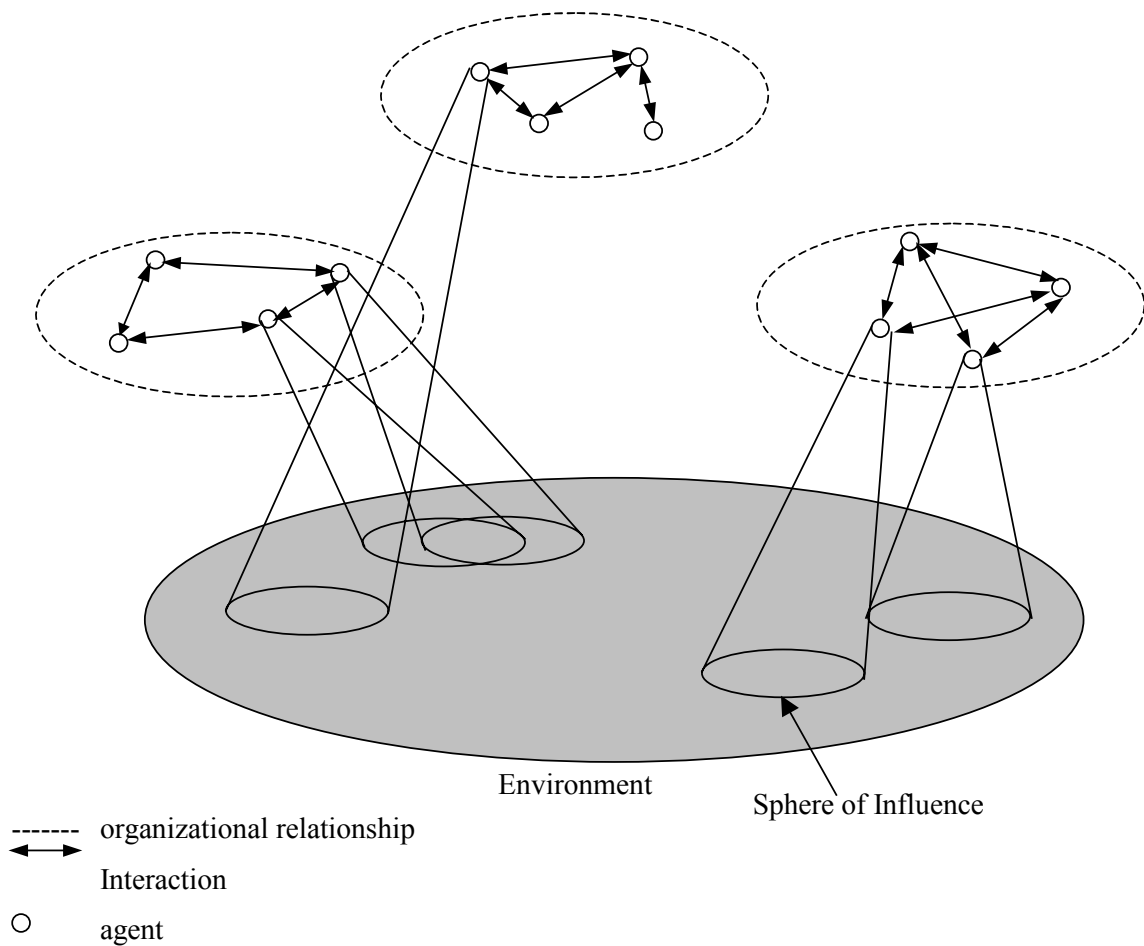 Environment
Sphere of Influence
organizational relationship
Interaction
agent